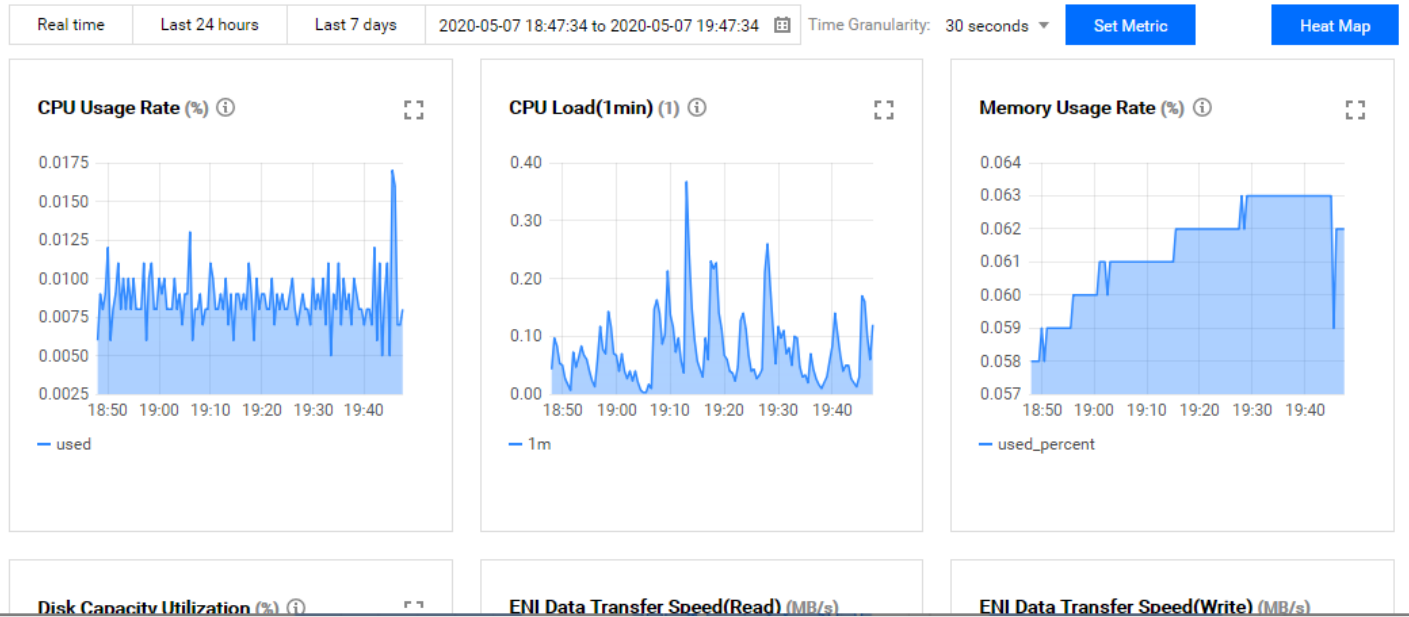 Real time Last 24 hours Last 7 days 2020-05-07 18:47:34 to 2020-05-07 19:47:34 Time Granularity: 30 seconds Set Metric Heat Map
CPU Usage Rate (%)
0.0175
0.0150
0.0125
0.0100
0.0075
0.0050
0.0025
18:50 19:00 19:10 19:20 19:30 19:40
used
CPU Load(1min) (1)
0.40
0.30
0.20
0.10
0.00
18:50 19:00 19:10 19:20 19:30 19:40
1m
Memory Usage Rate (%)
0.064
0.063
0.062
0.061
0.060
0.059
0.058
0.057
18:50 19:00 19:10 19:20 19:30 19:40
used_percent
Disk Capacity Utilization (%)
ENI Data Transfer Speed(Read) (MB/s)
ENI Data Transfer Speed(Write) (MB/s)